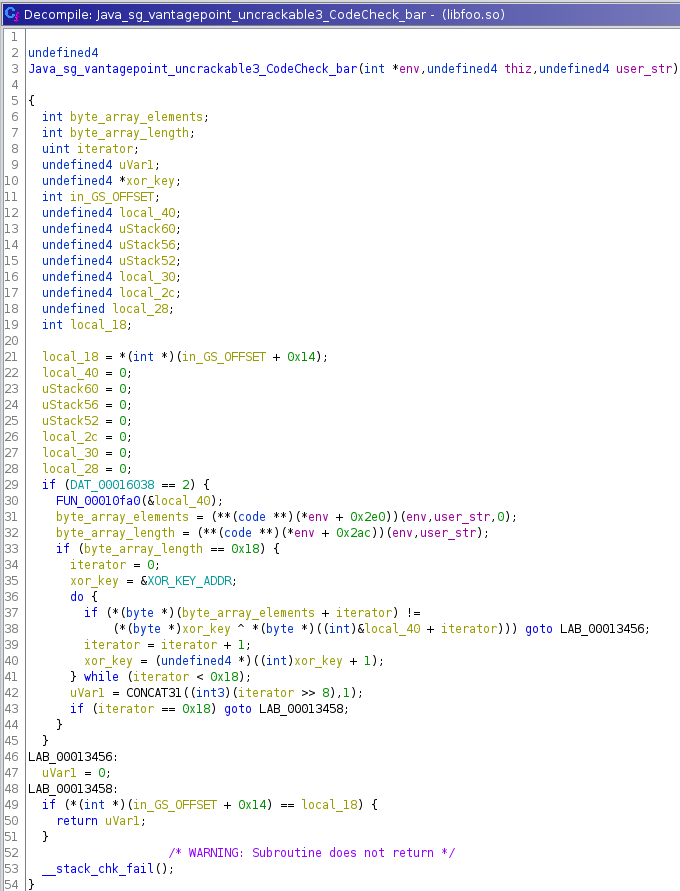 Decompile: Java_sg_vantagepoint_uncrackable3_CodeCheck_bar - (libfoo.so)
1
2 undefined4
3 Java_sg_vantagepoint_uncrackable3_CodeCheck_bar(int *env,undefined4 thiz,undefined4 user_str)
4
5 {
6 int byte_array_elements;
7 int byte_array_length;
8 uint iterator;
9 undefined4 uVar1;
10 undefined4 *xor_key;
11 int in_GS_OFFSET;
12 undefined4 local_40;
13 undefined4 uStack60;
14 undefined4 uStack56;
15 undefined4 uStack52;
16 undefined4 local_30;
17 undefined4 local_2c;
18 undefined local_28;
19 int local_18;
20
21 local_18 = *(int *)(in_GS_OFFSET + 0x14);
22 local_40 = 0;
23 uStack60 = 0;
24 uStack56 = 0;
25 uStack52 = 0;
26 local_2c = 0;
27 local_30 = 0;
28 local_28 = 0;
29 if (DAT_00016038 == 2) {
30 FUN_00010fa0(&local_40);
31 byte_array_elements = (**(code **)(*env + 0x2e0))(env,user_str,0);
32 byte_array_length = (**(code **)(*env + 0x2ac))(env,user_str);
33 if (byte_array_length == 0x18) {
34 iterator = 0;
35 xor_key = &XOR_KEY_ADDR;
36 do {
37 if (*(byte *)(byte_array_elements + iterator) !=
38 (*(byte *)xor_key ^ *(byte *)((int)&local_40 + iterator))) goto LAB_00013456;
39 iterator = iterator + 1;
40 xor_key = (undefined4 *)((int)xor_key + 1);
41 } while (iterator < 0x18);
42 uVar1 = CONCAT31((int3)(iterator >> 8),1);
43 if (iterator == 0x18) goto LAB_00013458;
44 }
45 }
46 LAB_00013456:
47 uVar1 = 0;
48 LAB_00013458:
49 if (*(int *)(in_GS_OFFSET + 0x14) == local_18) {
50 return uVar1;
51 }
52 /* WARNING: Subroutine does not return */
53 __stack_chk_fail();
54 }